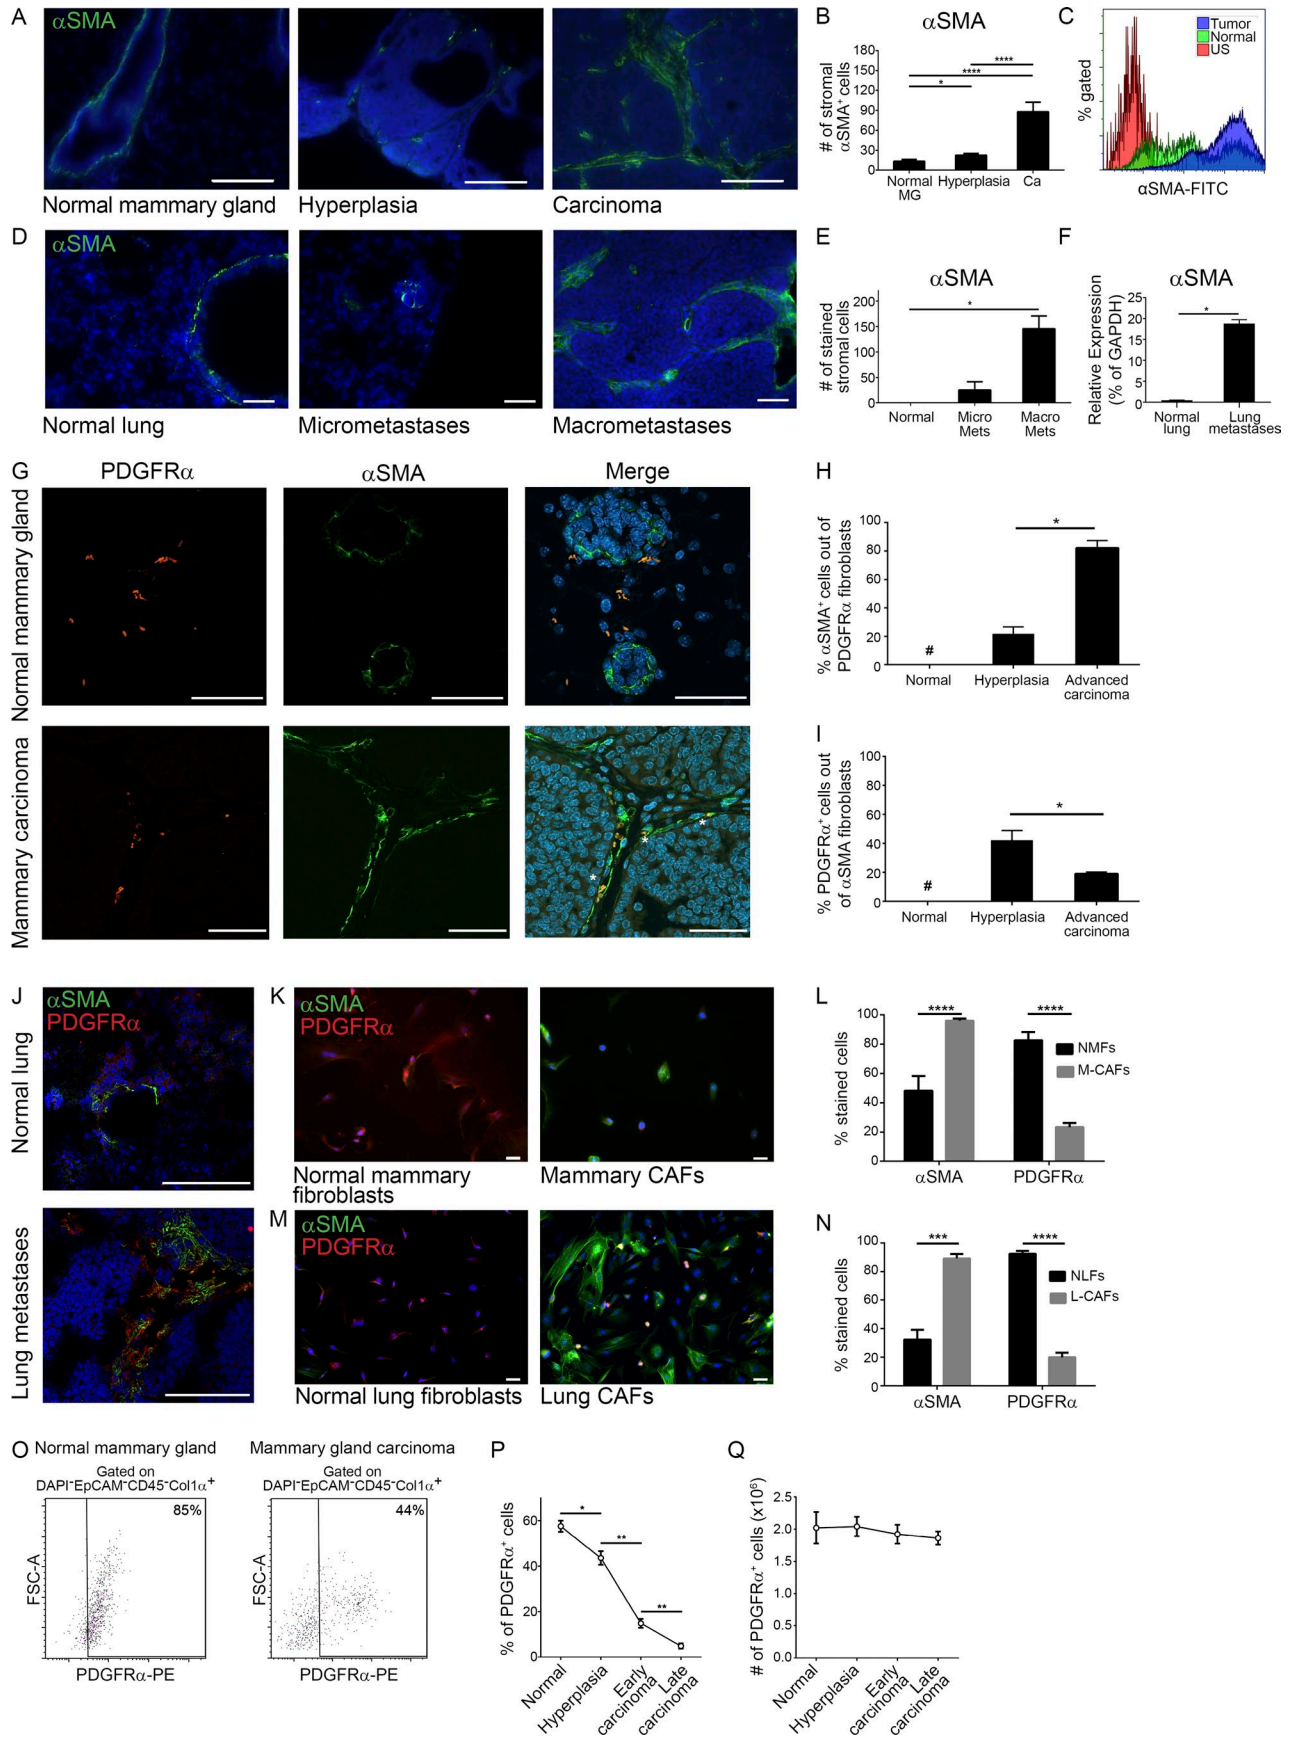 A
αSMA
Normal mammary gland
Hyperplasia
Carcinoma
B
αSMA
# of stromal
αSMA⁺ cells
180
150
120
90
60
30
0
****
****
*
Normal
MG
Hyperplasia
Ca
C
% gated
Tumor
Normal
US
αSMA-FITC
D
αSMA
Normal lung
Micrometastases
Macrometastases
E
αSMA
# of stained
stromal cells
200
150
100
50
0
*
Normal
Micro
Mets
Macro
Mets
F
αSMA
Relative Expression
(% of GAPDH)
25
20
15
10
5
0
*
Normal
lung
Lung
metastases
G
PDGFRα
αSMA
Merge
Normal mammary gland
Mammary carcinoma
*
*
*
H
% αSMA⁺ cells out of
PDGFRα fibroblasts
100
80
60
40
20
0
#
*
Normal
Hyperplasia
Advanced
carcinoma
I
% PDGFRα⁺ cells out
of αSMA fibroblasts
100
80
60
40
20
0
#
*
Normal
Hyperplasia
Advanced
carcinoma
J
αSMA
PDGFRα
Normal lung
Lung metastases
K
αSMA
PDGFRα
Normal mammary
fibroblasts
Mammary CAFs
L
% stained cells
100
80
60
40
20
0
****
****
NMFs
M-CAFs
αSMA
PDGFRα
M
αSMA
PDGFRα
Normal lung fibroblasts
Lung CAFs
N
% stained cells
100
80
60
40
20
0
***
****
NLFs
L-CAFs
αSMA
PDGFRα
O
Normal mammary gland
Gated on
DAPI⁻EpCAM⁻CD45⁻Col1α⁺
85%
FSC-A
PDGFRα-PE
Mammary gland carcinoma
Gated on
DAPI⁻EpCAM⁻CD45⁻Col1α⁺
44%
FSC-A
PDGFRα-PE
P
% of PDGFRα⁺ cells
60
40
20
0
*
**
**
Normal
Hyperplasia
Early
carcinoma
Late
carcinoma
Q
# of PDGFRα⁺ cells (x10⁶)
2.5
2.0
1.5
1.0
0.5
0.0
Normal
Hyperplasia
Early
carcinoma
Late
carcinoma